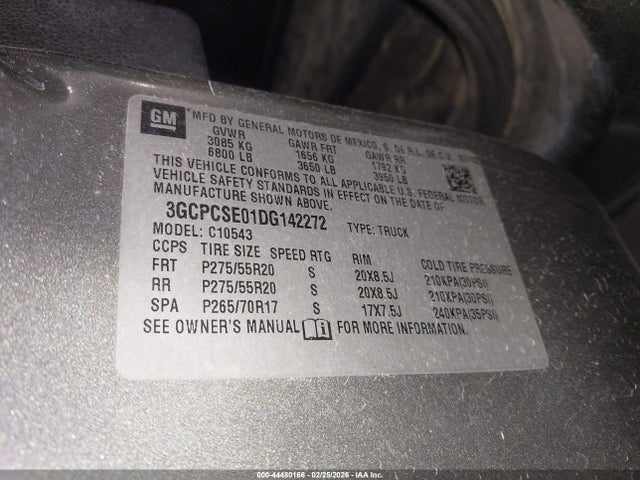 GM
*MFD BY GENERAL MOTORS DE MEXICO, S. DE R.L. DE C.V.
GVWR GAWR FRT GAWR RR
3085 KG 1656 KG 1792 KG
6800 LB 3650 LB 3950 LB
THIS VEHICLE CONFORMS TO ALL APPLICABLE U.S. FEDERAL MOTOR
VEHICLE SAFETY STANDARDS IN EFFECT ON THE DATE OF
MANUFACTURE SHOWN ABOVE.
3GCPCSE01DG142272 TYPE: TRUCK
MODEL: C10543
CCPS TIRE SIZE SPEED RTG RIM COLD TIRE PRESSURE
FRT P275/55R20 S 20X8.5J 210KPA(30PSI)
RR P275/55R20 S 20X8.5J 210KPA(30PSI)
SPA P265/70R17 S 17X7.5J 240KPA(35PSI)
SEE OWNER'S MANUAL FOR MORE INFORMATION.
000-44480166 - 02/25/2026 - IAA Inc.